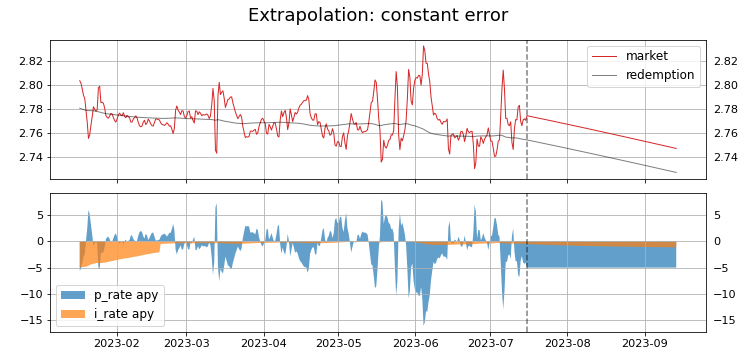 Extrapolation: constant error
market
redemption
2.82 2.82
2.80 2.80
2.78 2.78
2.76 2.76
2.74 2.74
5 5
0 0
−5 −5
−10 −10
−15 −15
p_rate apy
i_rate apy
2023-02 2023-03 2023-04 2023-05 2023-06 2023-07 2023-08 2023-09